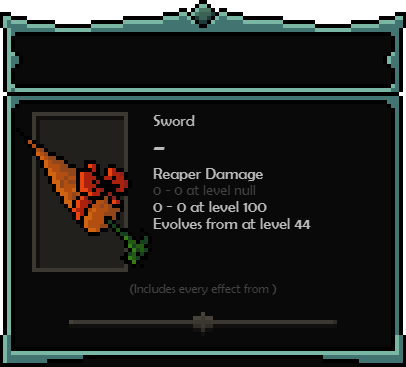 Sword
–
Reaper Damage
0 - 0 at level null
0 - 0 at level 100
Evolves from at level 44
(Includes every effect from )